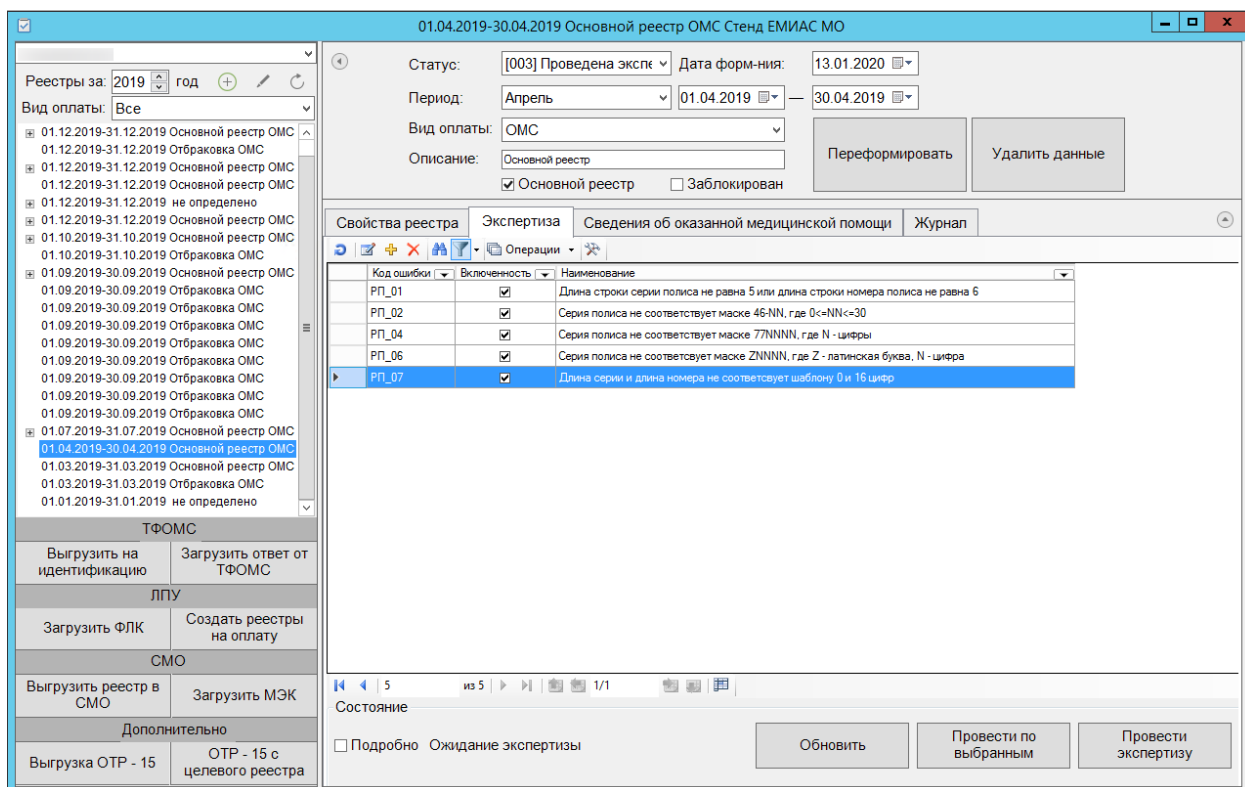 01.04.2019-30.04.2019 Основной реестр ОМС Стенд ЕМИАС МО
Реестры за: 2019 год
Вид оплаты: Все
01.12.2019-31.12.2019 Основной реестр ОМС
01.12.2019-31.12.2019 Отбраковка ОМС
01.12.2019-31.12.2019 Основной реестр ОМС
01.12.2019-31.12.2019 Основной реестр ОМС
01.12.2019-31.12.2019 не определено
01.12.2019-31.12.2019 Основной реестр ОМС
01.10.2019-31.10.2019 Основной реестр ОМС
01.10.2019-31.10.2019 Отбраковка ОМС
01.09.2019-30.09.2019 Основной реестр ОМС
01.09.2019-30.09.2019 Отбраковка ОМС
01.09.2019-30.09.2019 Отбраковка ОМС
01.09.2019-30.09.2019 Отбраковка ОМС
01.09.2019-30.09.2019 Отбраковка ОМС
01.09.2019-30.09.2019 Отбраковка ОМС
01.09.2019-30.09.2019 Отбраковка ОМС
01.09.2019-30.09.2019 Отбраковка ОМС
01.09.2019-30.09.2019 Отбраковка ОМС
01.07.2019-31.07.2019 Основной реестр ОМС
01.04.2019-30.04.2019 Основной реестр ОМС
01.03.2019-31.03.2019 Основной реестр ОМС
01.03.2019-31.03.2019 Отбраковка ОМС
01.01.2019-31.01.2019 не определено
ТФОМС
Выгрузить на идентификацию
Загрузить ответ от ТФОМС
ЛПУ
Загрузить ФЛК
Создать реестры на оплату
СМО
Выгрузить реестр в СМО
Загрузить МЭК
Дополнительно
Выгрузка ОТР - 15
ОТР - 15 с целевого реестра
Статус: [003] Проведена экспе Дата форм-ния: 13.01.2020
Период: Апрель 01.04.2019 — 30.04.2019
Вид оплаты: ОМС
Описание: Основной реестр
Основной реестр Заблокирован
Переформировать Удалить данные
Свойства реестра Экспертиза Сведения об оказанной медицинской помощи Журнал
Операции
Код ошибки Включенность Наименование
РП_01 Длина строки серии полиса не равна 5 или длина строки номера полиса не равна 6
РП_02 Серия полиса не соответствует маске 46-NN, где 0<=NN<=30
РП_04 Серия полиса не соответствует маске 77NNNN, где N - цифры
РП_06 Серия полиса не соответсвует маске ZNNNN, где Z - латинская буква, N - цифра
РП_07 Длина серии и длина номера не соответсвует шаблону 0 и 16 цифр
5 из 5 1/1
Состояние
Подробно Ожидание экспертизы
Обновить
Провести по выбранным
Провести экспертизу